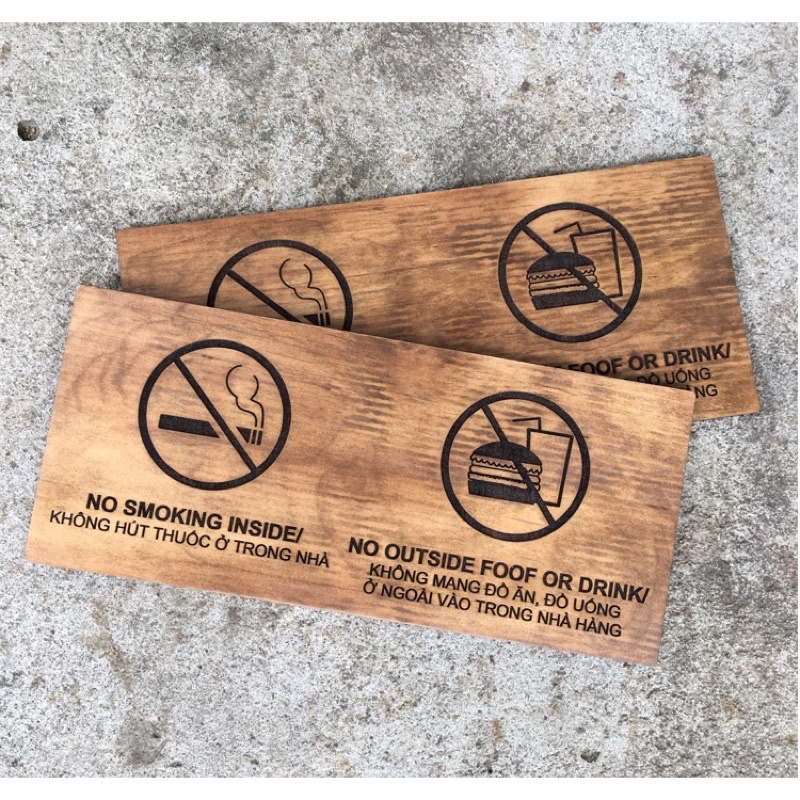 FOOF OR DRINK/
ĐỒ UỐNG
NO SMOKING INSIDE/
KHÔNG HÚT THUỐC Ở TRONG NHÀ
NO OUTSIDE FOOF OR DRINK/
KHÔNG MANG ĐỒ ĂN, ĐỒ UỐNG
Ở NGOÀI VÀO TRONG NHÀ HÀNG